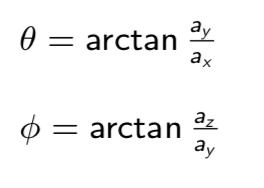 θ = arctan a_y/a_x
ϕ = arctan a_z/a_y